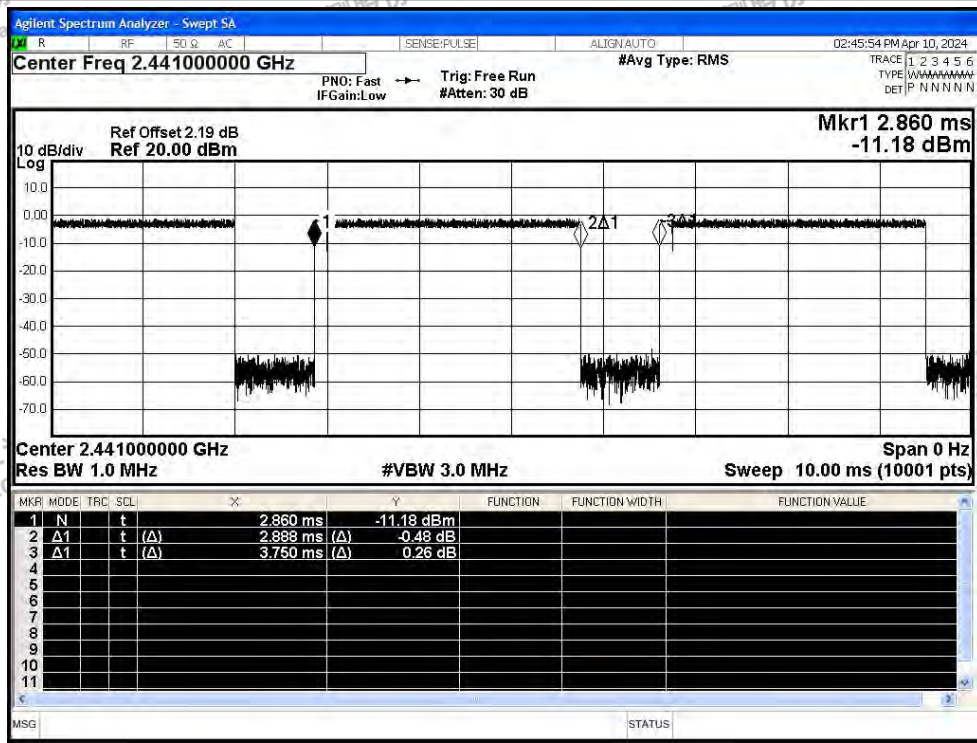 Agilent Spectrum Analyzer - Swept SA
R RF 50 Ω AC SENSE:PULSE ALIGNAUTO 02:45:54 PM Apr 10, 2024
Center Freq 2.441000000 GHz #Avg Type: RMS TRACE 1 2 3 4 5 6
PNO: Fast Trig: Free Run TYPE WWWWWW
IFGain:Low #Atten: 30 dB DET P N N N N N
Mkr1 2.860 ms
Ref Offset 2.19 dB
10 dB/div Ref 20.00 dBm -11.18 dBm
Log
10.0
0.00
1 2Δ1 3Δ1
-10.0
-20.0
-30.0
-40.0
-50.0
-60.0
-70.0
Center 2.441000000 GHz Span 0 Hz
Res BW 1.0 MHz #VBW 3.0 MHz Sweep 10.00 ms (10001 pts)
MKR MODE TRC SCL X Y FUNCTION FUNCTION WIDTH FUNCTION VALUE
1 N t 2.860 ms -11.18 dBm
2 Δ1 t (Δ) 2.888 ms (Δ) -0.48 dB
3 Δ1 t (Δ) 3.750 ms (Δ) 0.26 dB
4
5
6
7
8
9
10
11
MSG STATUS